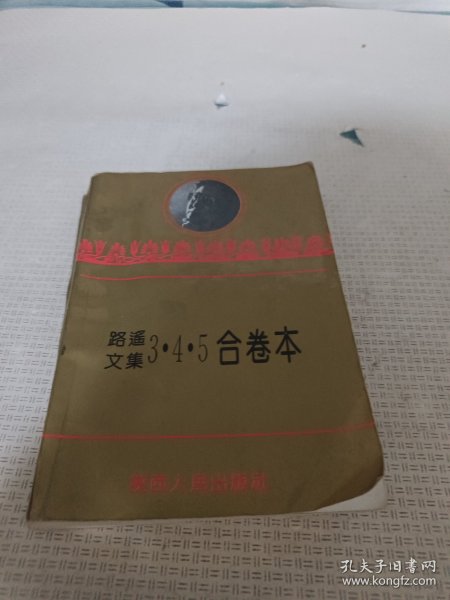 路遥
文集
3·4·5合卷本
陕西人民出版社
孔夫子旧书网
www.kongfz.com